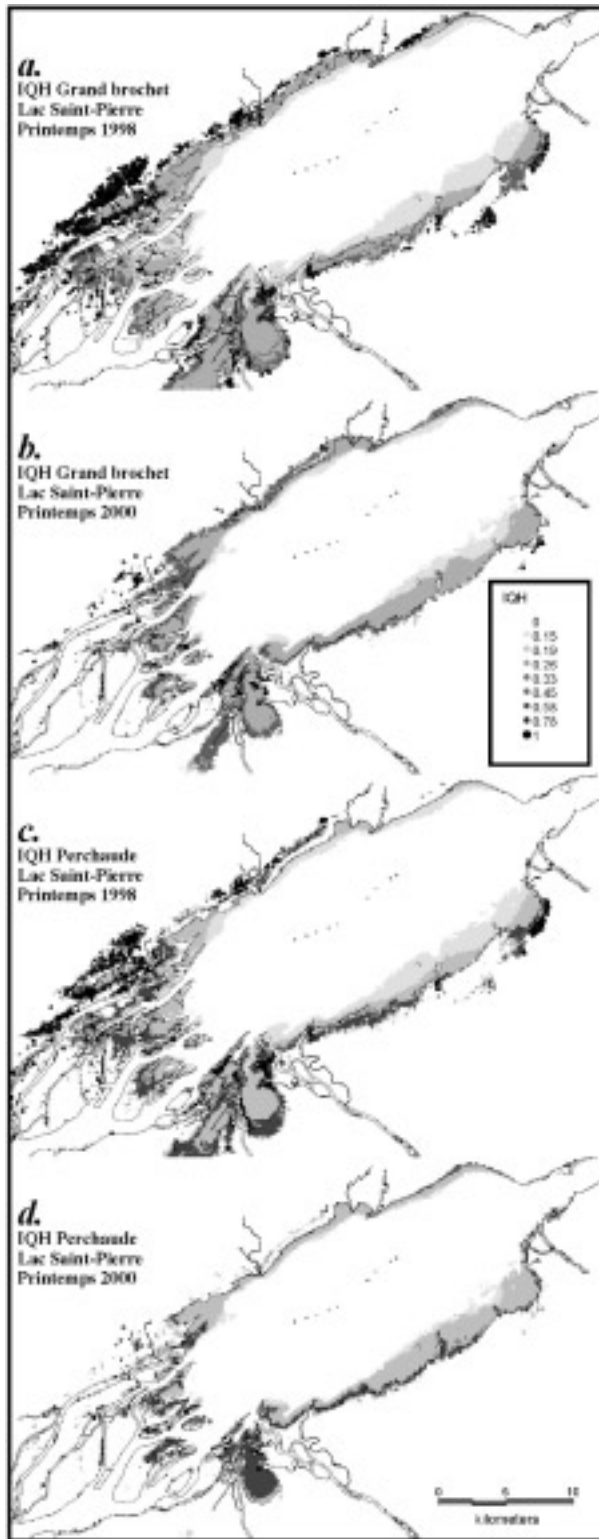 a.
IQH Grand brochet
Lac Saint-Pierre
Printemps 1998
b.
IQH Grand brochet
Lac Saint-Pierre
Printemps 2000
IQH
0
0.15
0.19
0.26
0.33
0.45
0.58
0.78
1
c.
IQH Perchaude
Lac Saint-Pierre
Printemps 1998
d.
IQH Perchaude
Lac Saint-Pierre
Printemps 2000
0 5 10
kilometers